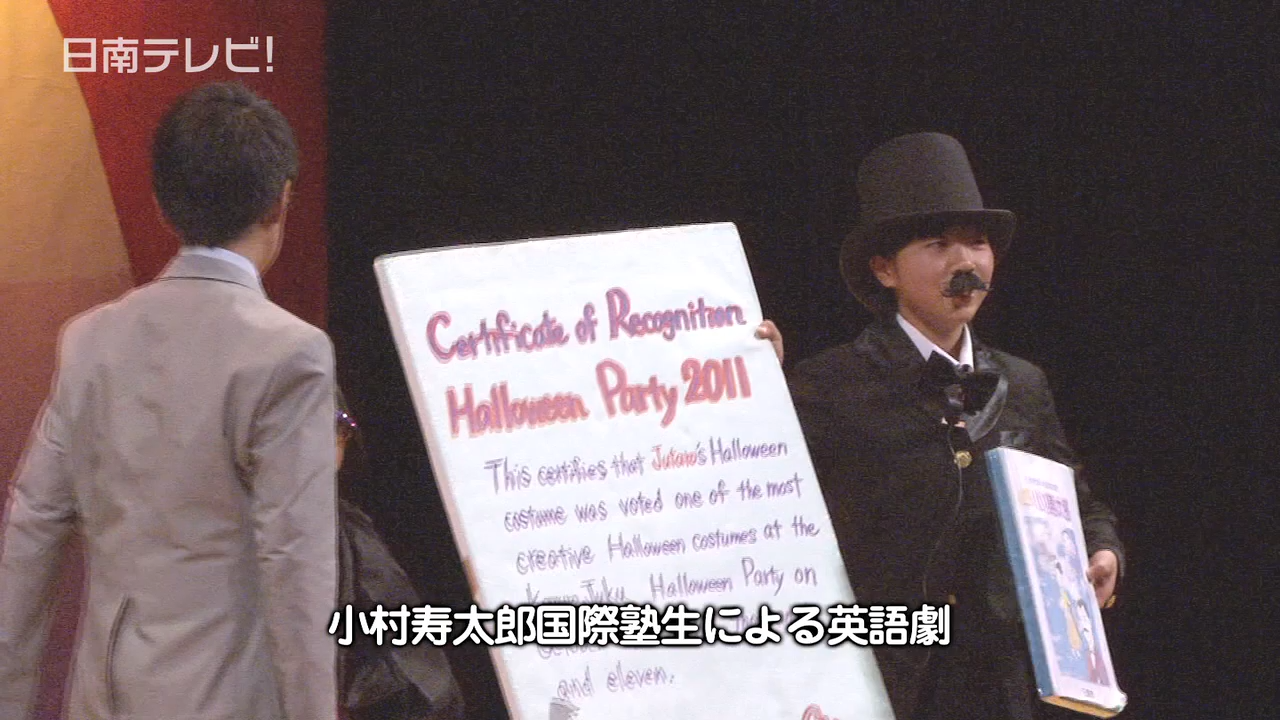 日南テレビ!
Certificate of Recognition
Halloween Party 2011
This certifies that Jutaro's Halloween
costume was voted one of the most
creative Halloween costumes at the
Juku Halloween Party on
小村寿太郎国際塾生による英語劇
and eleven.